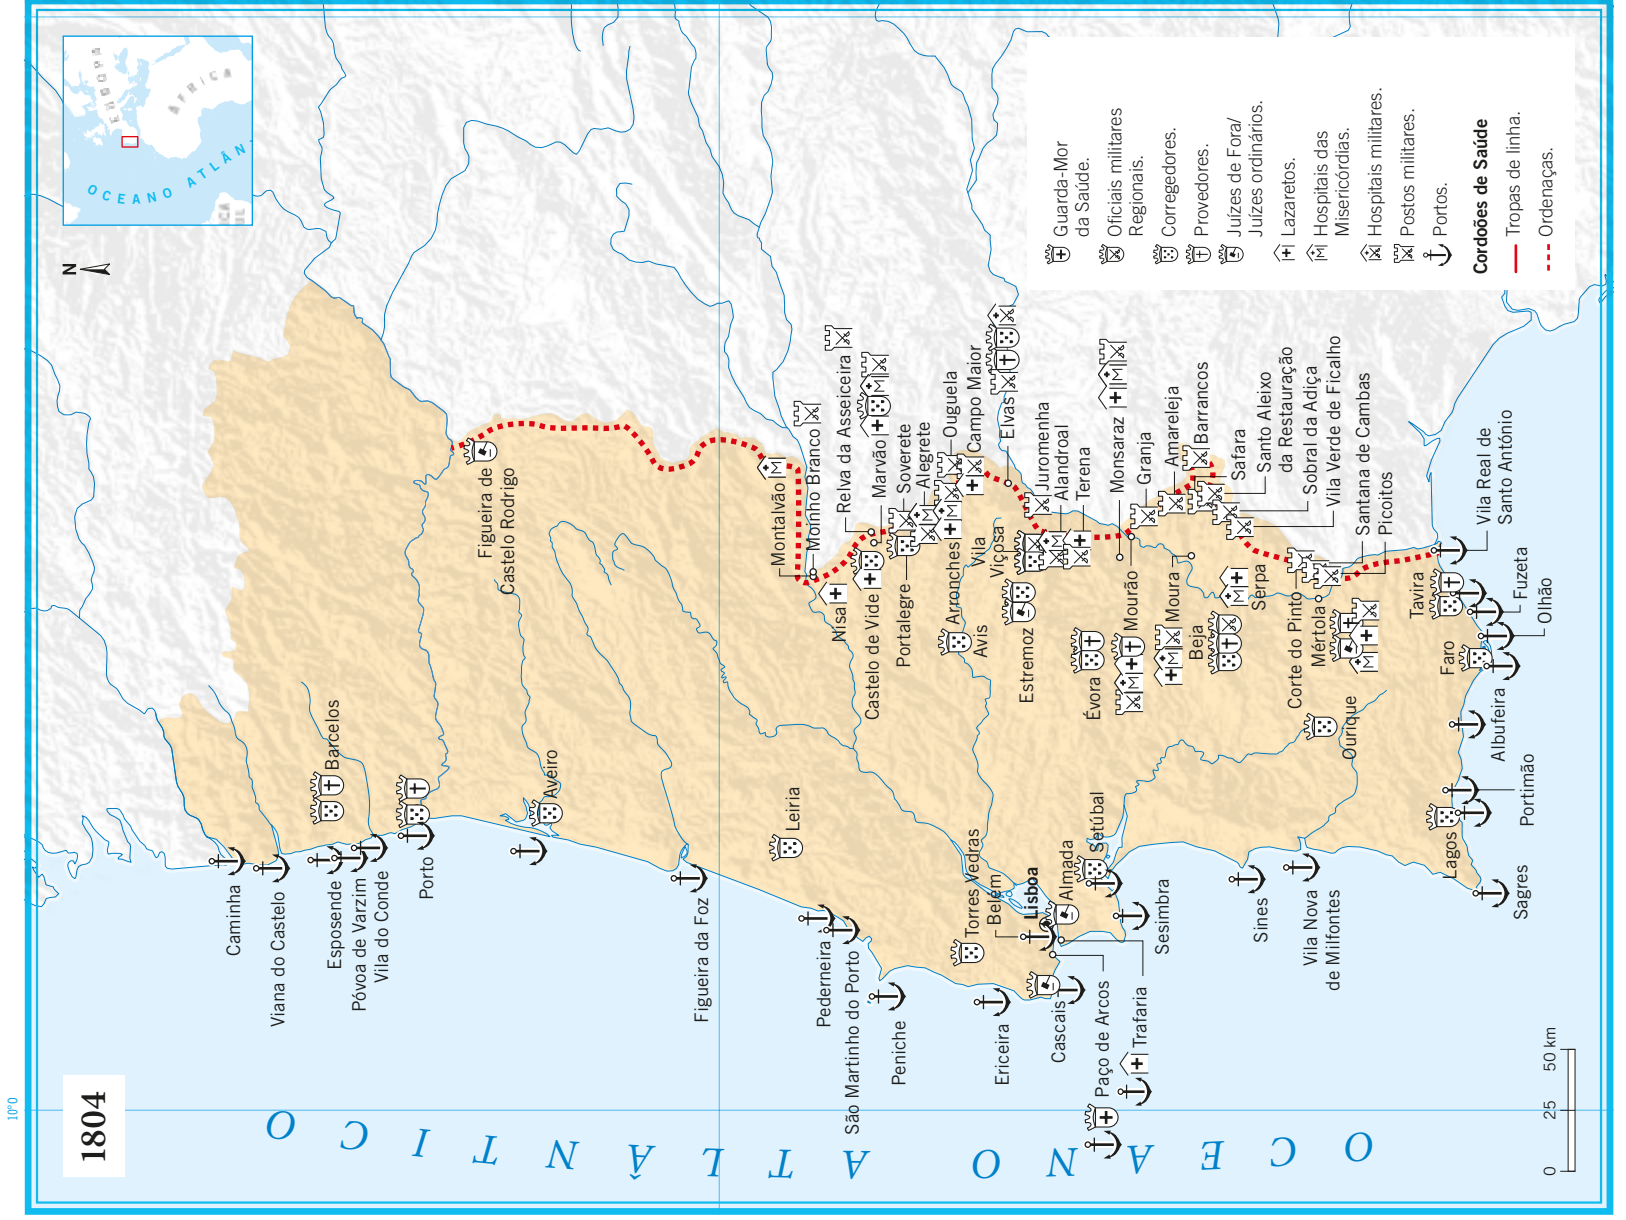 1804
10°0
OCEANO ATLÂNTICO
N
EUROPA
ÁFRICA
OCEANO ATLÂN
Caminha
Viana do Castelo
Esposende
Póvoa de Varzim
Vila do Conde
Barcelos
Porto
Aveiro
Figueira de
Castelo Rodrigo
Figueira da Foz
Leiria
Pederneira
São Martinho do Porto
Peniche
Torres Vedras
Ericeira
Belém
Lisboa
Cascais
Almada
Paço de Arcos
Trafaria
Setúbal
Sesimbra
Sines
Vila Nova
de Milfontes
Montalvão
Moinho Branco
Relva da Asseiceira
Nisa
Castelo de Vide
Marvão
Portalegre
Soverete
Alegrete
Arronches
Ouguela
Campo Maior
Avis
Vila
Viçosa
Elvas
Estremoz
Juromenha
Alandroal
Terena
Évora
Monsaraz
Mourão
Granja
Moura
Amareleja
Beja
Barrancos
Safara
Serpa
Santo Aleixo
da Restauração
Sobral da Adiça
Vila Verde de Ficalho
Corte do Pinto
Mértola
Santana de Cambas
Picoitos
Ourique
Tavira
Vila Real de
Santo António
Fuzeta
Olhão
Faro
Albufeira
Portimão
Lagos
Sagres
Guarda-Mor
da Saúde.
Oficiais militares
Regionais.
Corregedores.
Provedores.
Juízes de Fora/
Juízes ordinários.
Lazaretos.
Hospitais das
Misericórdias.
Hospitais militares.
Postos militares.
Portos.
Cordoões de Saúde
Tropas de linha.
Ordenaças.
0 25 50 km